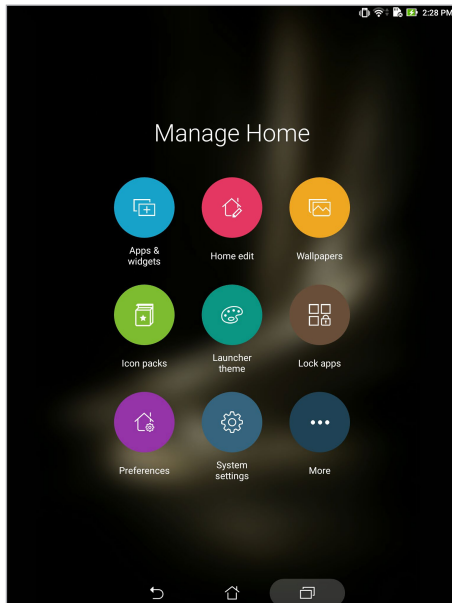 2:28 PM
Manage Home
Apps &
widgets
Home edit
Wallpapers
Icon packs
Launcher
theme
Lock apps
Preferences
System
settings
More